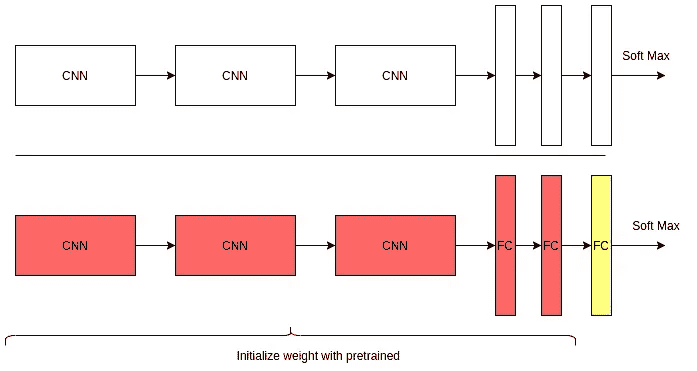 Soft Max
CNN CNN CNN
Soft Max
CNN CNN CNN FC FC FC
Initialize weight with pretrained